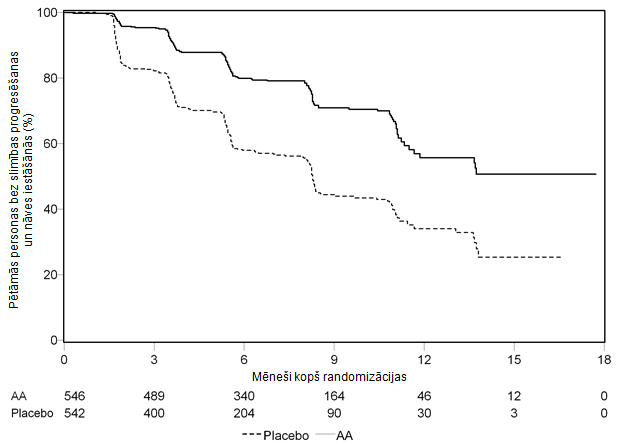 100
80
60
40
20
0
Pētāmās personas bez slimības progresēšanas
un nāves iestāšanās (%)
0 3 6 9 12 15 18
Mēneši kopš randomizācijas
AA 546 489 340 164 46 12 0
Placebo 542 400 204 90 30 3 0
Placebo AA